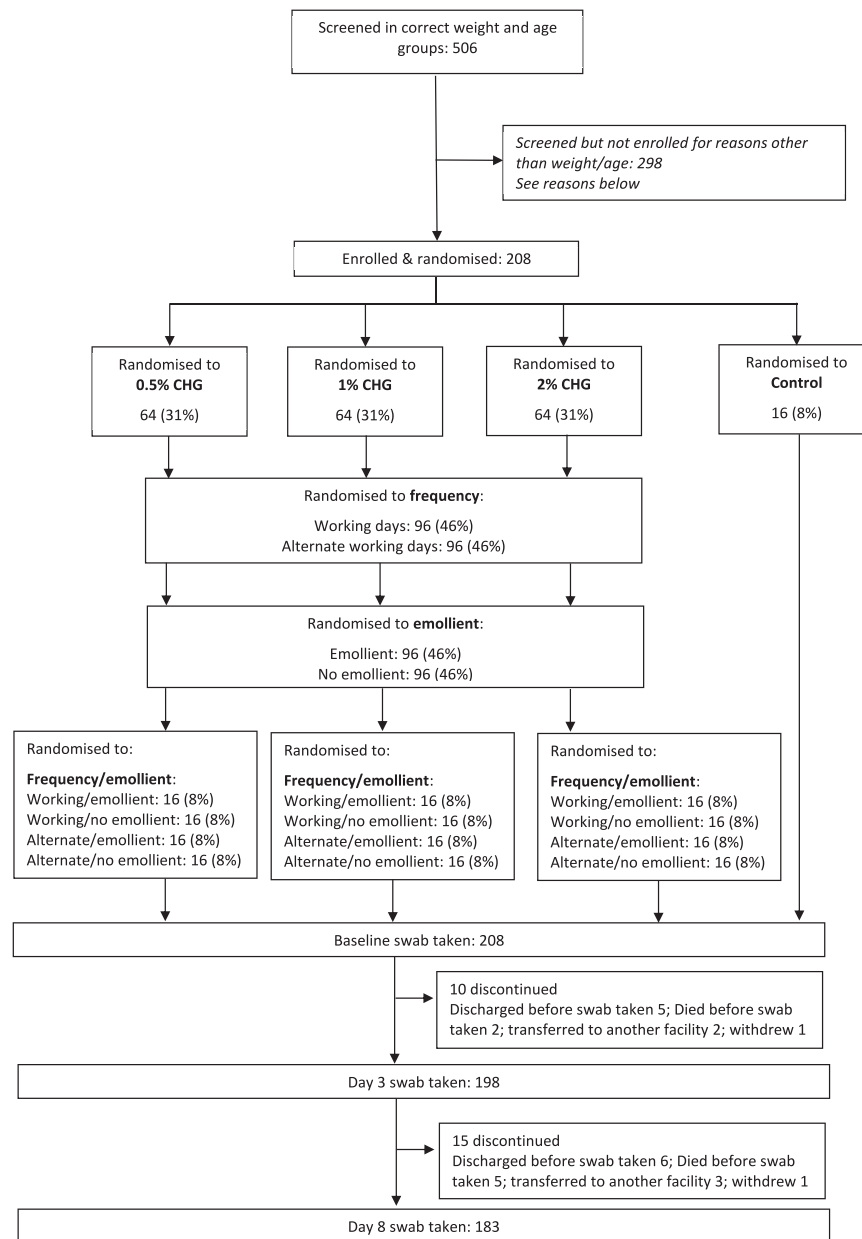 Screened in correct weight and age
groups: 506
Screened but not enrolled for reasons other
than weight/age: 298
See reasons below
Enrolled & randomised: 208
Randomised to
0.5% CHG
64 (31%)
Randomised to
1% CHG
64 (31%)
Randomised to
2% CHG
64 (31%)
Randomised to
Control
16 (8%)
Randomised to frequency:
Working days: 96 (46%)
Alternate working days: 96 (46%)
Randomised to emollient:
Emollient: 96 (46%)
No emollient: 96 (46%)
Randomised to:
Frequency/emollient:
Working/emollient: 16 (8%)
Working/no emollient: 16 (8%)
Alternate/emollient: 16 (8%)
Alternate/no emollient: 16 (8%)
Randomised to:
Frequency/emollient:
Working/emollient: 16 (8%)
Working/no emollient: 16 (8%)
Alternate/emollient: 16 (8%)
Alternate/no emollient: 16 (8%)
Randomised to:
Frequency/emollient:
Working/emollient: 16 (8%)
Working/no emollient: 16 (8%)
Alternate/emollient: 16 (8%)
Alternate/no emollient: 16 (8%)
Baseline swab taken: 208
10 discontinued
Discharged before swab taken 5; Died before swab
taken 2; transferred to another facility 2; withdrew 1
Day 3 swab taken: 198
15 discontinued
Discharged before swab taken 6; Died before swab
taken 5; transferred to another facility 3; withdrew 1
Day 8 swab taken: 183